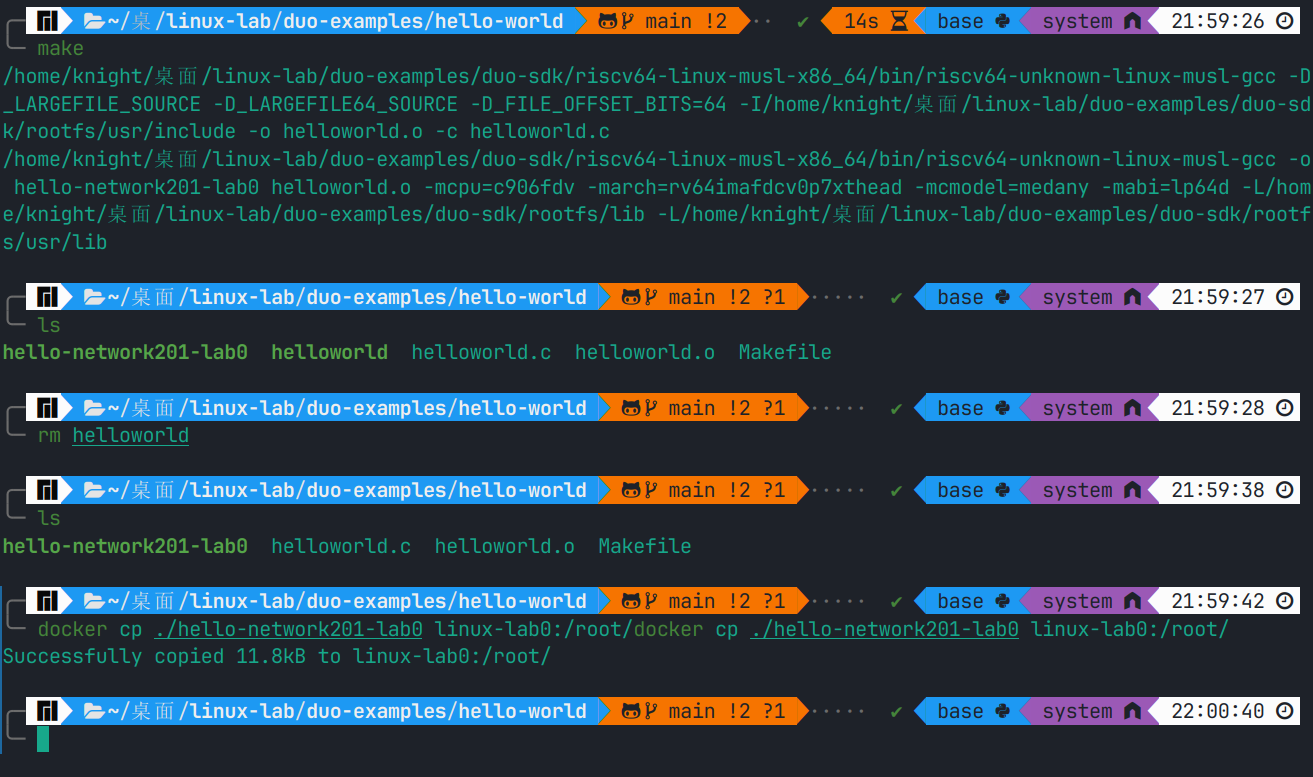 ~/桌面/linux-lab/duo-examples/hello-world main !2 ·· ✔ 14s base system 21:59:26
make
/home/knight/桌面/linux-lab/duo-examples/duo-sdk/riscv64-linux-musl-x86_64/bin/riscv64-unknown-linux-musl-gcc -D
_LARGEFILE_SOURCE -D_LARGEFILE64_SOURCE -D_FILE_OFFSET_BITS=64 -I/home/knight/桌面/linux-lab/duo-examples/duo-sd
k/rootfs/usr/include -o helloworld.o -c helloworld.c
/home/knight/桌面/linux-lab/duo-examples/duo-sdk/riscv64-linux-musl-x86_64/bin/riscv64-unknown-linux-musl-gcc -o
hello-network201-lab0 helloworld.o -mcpu=c906fdv -march=rv64imafdcv0p7xthead -mcmodel=medany -mabi=lp64d -L/hom
e/knight/桌面/linux-lab/duo-examples/duo-sdk/rootfs/lib -L/home/knight/桌面/linux-lab/duo-examples/duo-sdk/rootf
s/usr/lib
~/桌面/linux-lab/duo-examples/hello-world main !2 ?1 ····· ✔ base system 21:59:27
ls
hello-network201-lab0 helloworld helloworld.c helloworld.o Makefile
~/桌面/linux-lab/duo-examples/hello-world main !2 ?1 ····· ✔ base system 21:59:28
rm helloworld
~/桌面/linux-lab/duo-examples/hello-world main !2 ?1 ····· ✔ base system 21:59:38
ls
hello-network201-lab0 helloworld.c helloworld.o Makefile
~/桌面/linux-lab/duo-examples/hello-world main !2 ?1 ····· ✔ base system 21:59:42
docker cp ./hello-network201-lab0 linux-lab0:/root/docker cp ./hello-network201-lab0 linux-lab0:/root/
Successfully copied 11.8kB to linux-lab0:/root/
~/桌面/linux-lab/duo-examples/hello-world main !2 ?1 ····· ✔ base system 22:00:40